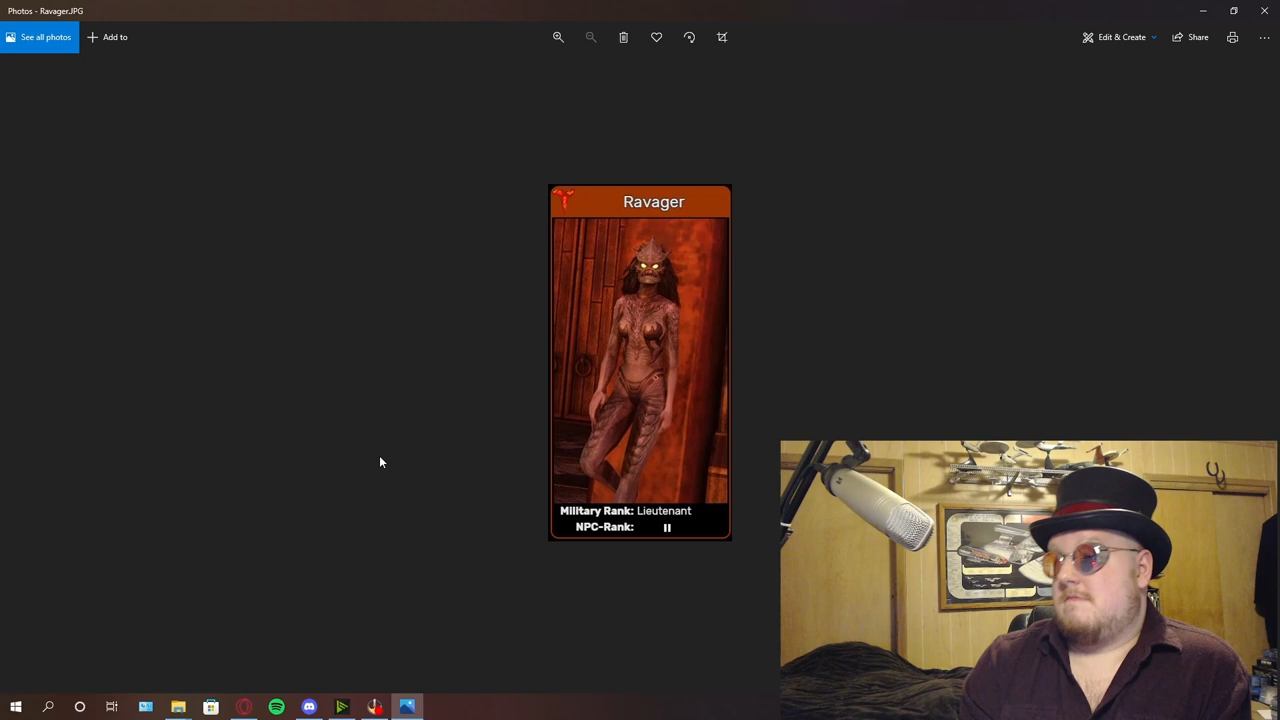 Photos - Ravager.JPG
See all photos
Add to
Edit & Create
Share
Ravager
Military Rank: Lieutenant
NPC-Rank: II